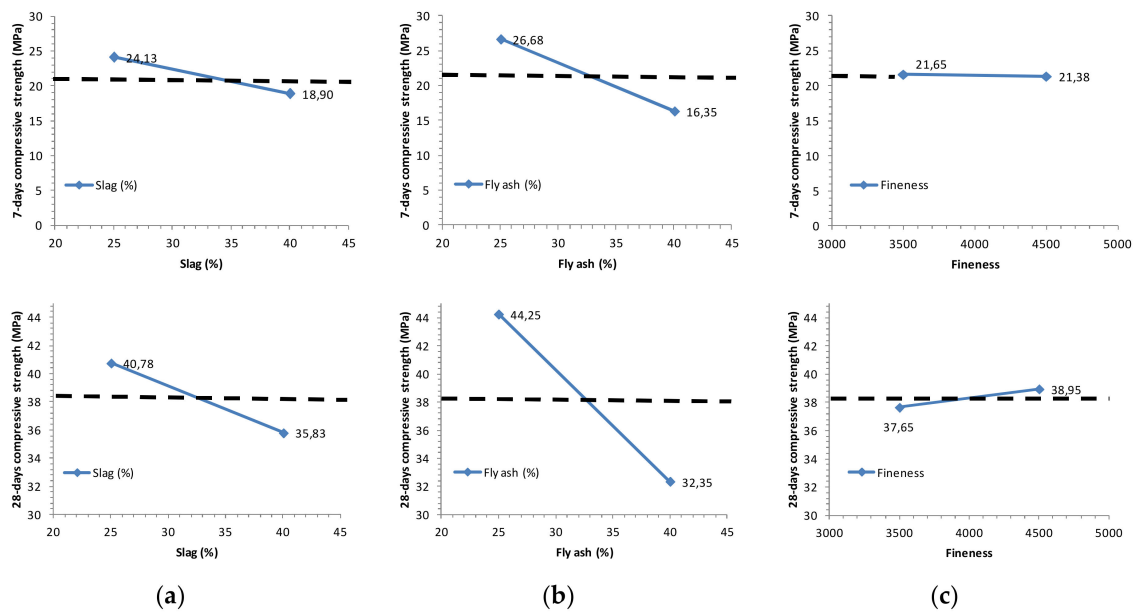 7-days compressive strength (MPa)
30
25
20
15
10
5
0
24,13
18,90
Slag (%)
20 25 30 35 40 45
Slag (%)
7-days compressive strength (MPa)
30
25
20
15
10
5
0
26,68
16,35
Fly ash (%)
20 25 30 35 40 45
Fly ash (%)
7-days compressive strength (MPa)
30
25
20
15
10
5
0
21,65
21,38
Fineness
3000 3500 4000 4500 5000
Fineness
28-days compressive strength (MPa)
44
42
40
38
36
34
32
30
40,78
35,83
Slag (%)
20 25 30 35 40 45
Slag (%)
28-days compressive strength (MPa)
44
42
40
38
36
34
32
30
44,25
32,35
Fly ash (%)
20 25 30 35 40 45
Fly ash (%)
28-days compressive strength (MPa)
44
42
40
38
36
34
32
30
37,65
38,95
Fineness
3000 3500 4000 4500 5000
Fineness
(a) (b) (c)